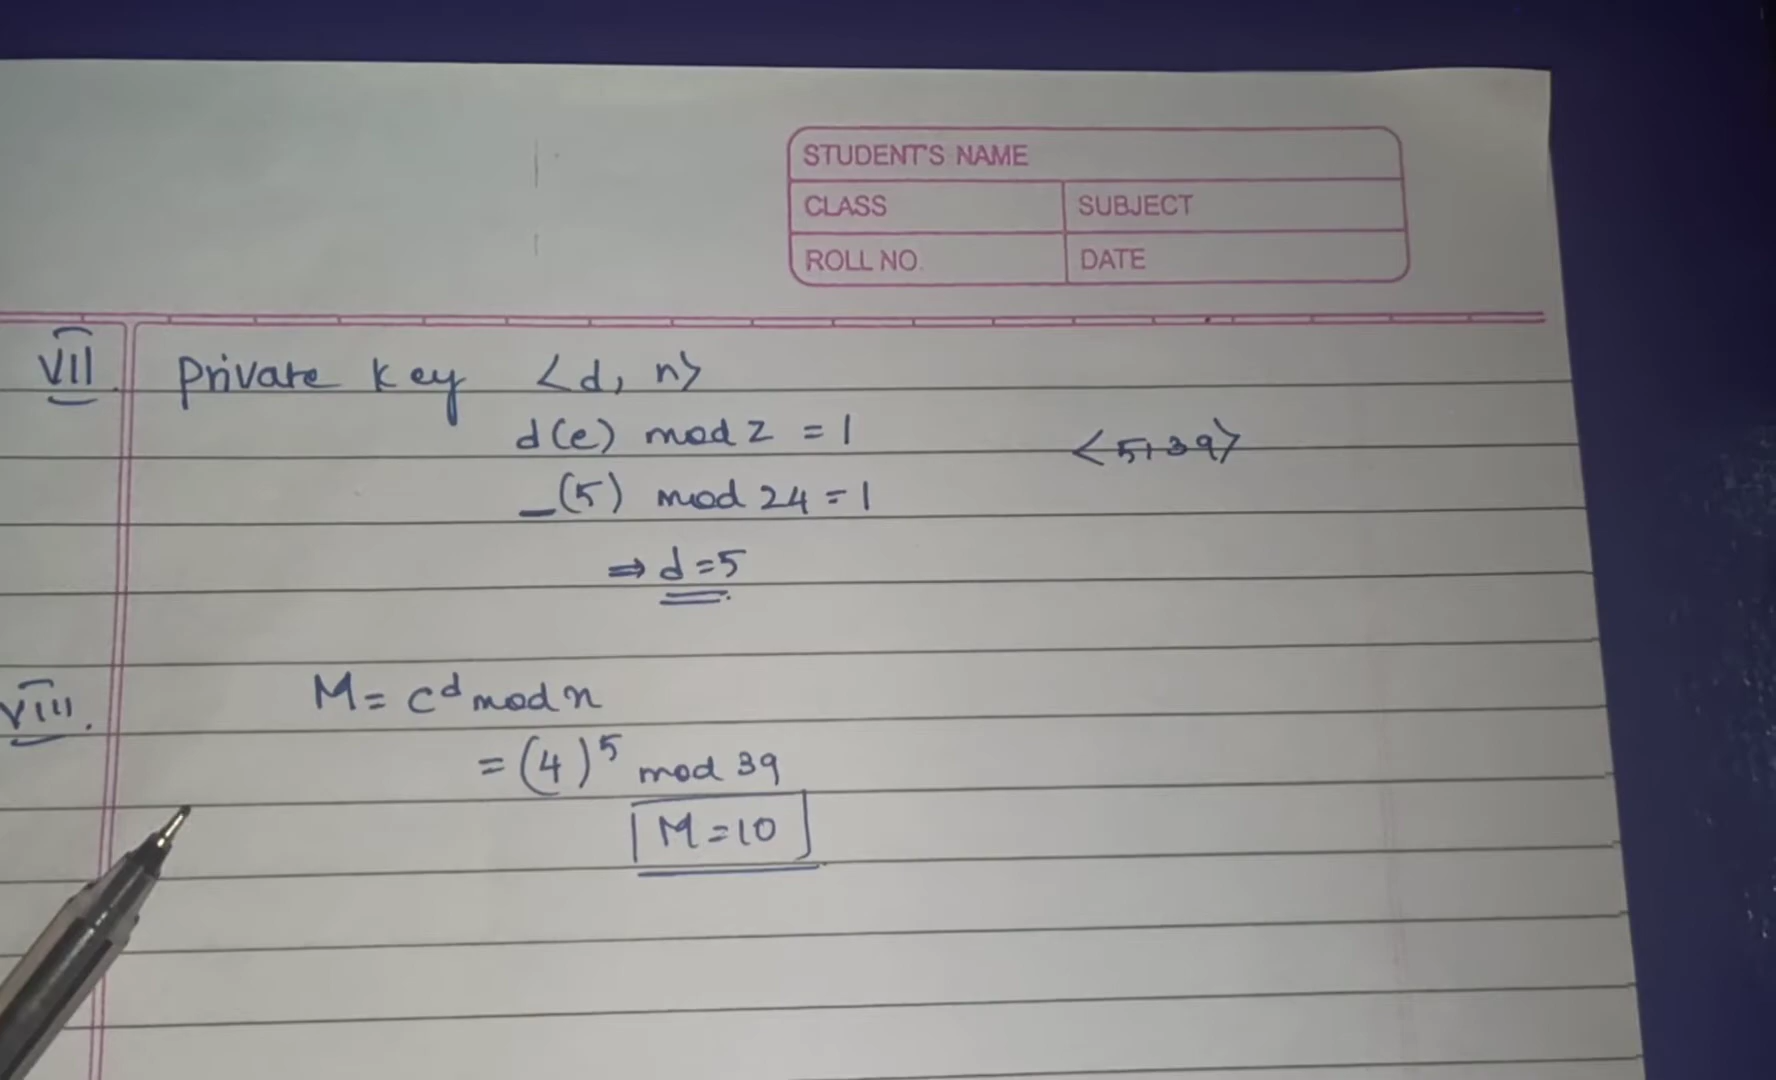 STUDENT'S NAME
CLASS SUBJECT
ROLL NO. DATE
VII. Private key <d, n>
d(e) mod z = 1
<5,39>
_(5) mod 24 = 1
⇒ d=5
VIII. M = c^d mod n
= (4)^5 mod 39
M=10